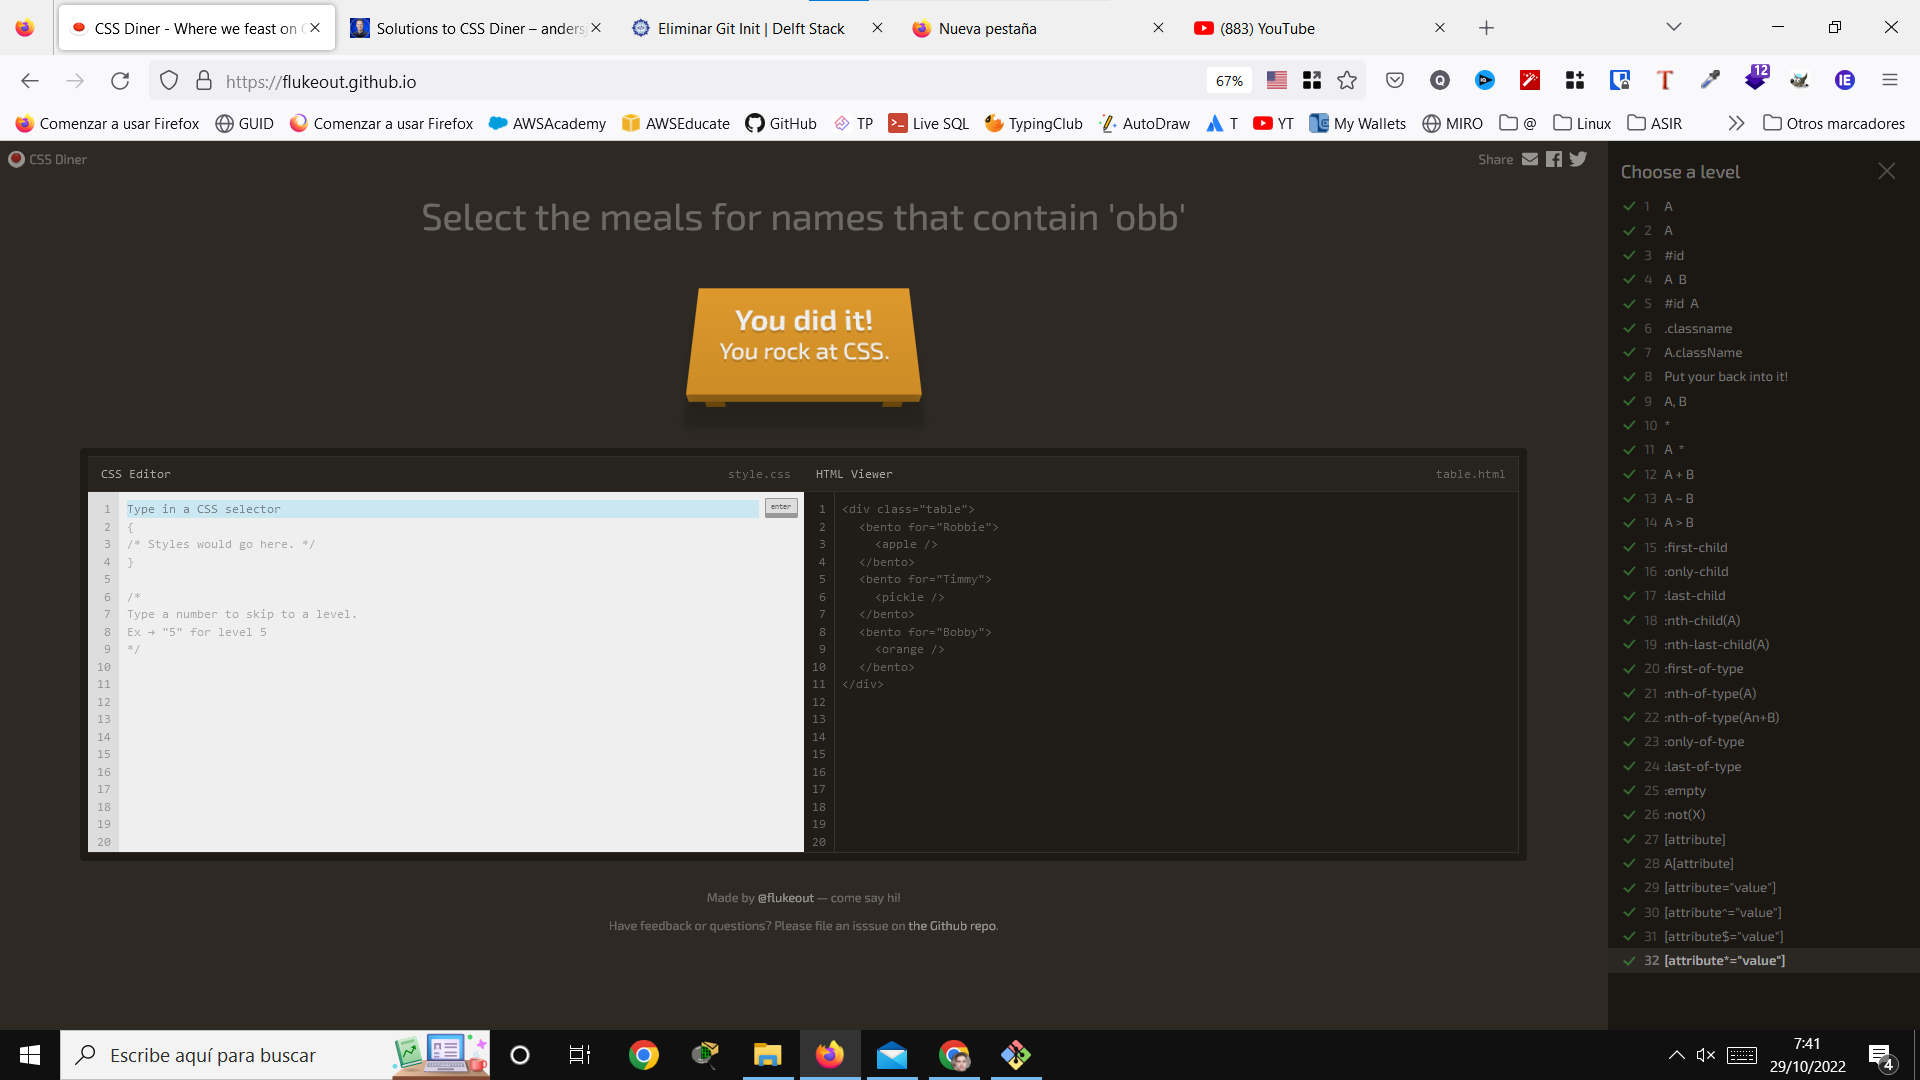 CSS Diner - Where we feast on
Solutions to CSS Diner – anders
Eliminar Git Init | Delft Stack
Nueva pestaña
(883) YouTube
https://flukeout.github.io
67%
12
Comenzar a usar Firefox
GUID
Comenzar a usar Firefox
AWSAcademy
AWSEducate
GitHub
TP
Live SQL
TypingClub
AutoDraw
T
YT
My Wallets
MIRO
@
Linux
ASIR
Otros marcadores
CSS Diner
Share
Select the meals for names that contain 'obb'
You did it!
You rock at CSS.
CSS Editor
style.css
1 Type in a CSS selector
enter
2 {
3 /* Styles would go here. */
4 }
5
6 /*
7 Type a number to skip to a level.
8 Ex → "5" for level 5
9 */
10
11
12
13
14
15
16
17
18
19
20
HTML Viewer
table.html
1 <div class="table">
2 <bento for="Robbie">
3 <apple />
4 </bento>
5 <bento for="Timmy">
6 <pickle />
7 </bento>
8 <bento for="Bobby">
9 <orange />
10 </bento>
11 </div>
12
13
14
15
16
17
18
19
20
Made by @flukeout — come say hi!
Have feedback or questions? Please file an isssue on the Github repo.
Choose a level
1 A
2 A
3 #id
4 A B
5 #id A
6 .classname
7 A.className
8 Put your back into it!
9 A, B
10 *
11 A *
12 A + B
13 A ~ B
14 A > B
15 :first-child
16 :only-child
17 :last-child
18 :nth-child(A)
19 :nth-last-child(A)
20 :first-of-type
21 :nth-of-type(A)
22 :nth-of-type(An+B)
23 :only-of-type
24 :last-of-type
25 :empty
26 :not(X)
27 [attribute]
28 A[attribute]
29 [attribute="value"]
30 [attribute^="value"]
31 [attribute$="value"]
32 [attribute*="value"]
Escribe aquí para buscar
7:41
29/10/2022
4